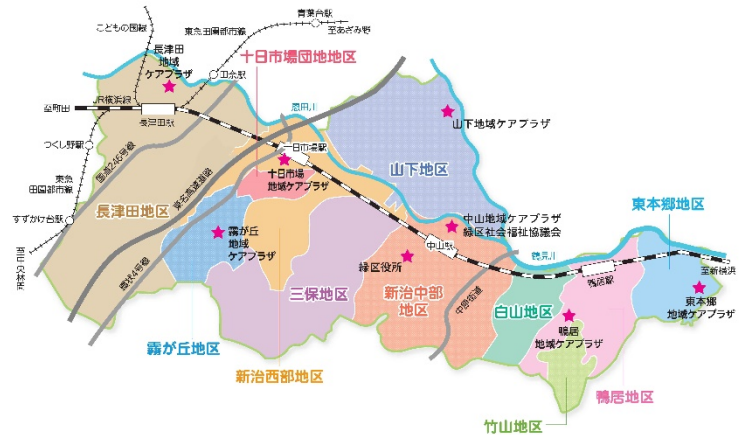 青葉台駅
こどもの国線
東急田園都市線
至あざみ野
長津田
地域
ケアプラザ
十日市場団地地区
田奈駅
JR横浜線
至町田
長津田駅
恩田川
つくし野駅
国道246号線
東名高速道路
十日市場駅
十日市場
地域ケアプラザ
山下地域ケアプラザ
山下地区
東急
田園都市線
長津田地区
すずかけ台駅
霧が丘
地域
ケアプラザ
環状4号線
中山地域ケアプラザ
緑区社会福祉協議会
東本郷地区
中山駅
鶴見川
緑区役所
鴨居駅
至新横浜
三保地区
新治中部
地区
中原街道
白山地区
東本郷
地域ケアプラザ
鴨居
地域ケアプラザ
霧が丘地区
新治西部地区
鴨居地区
竹山地区